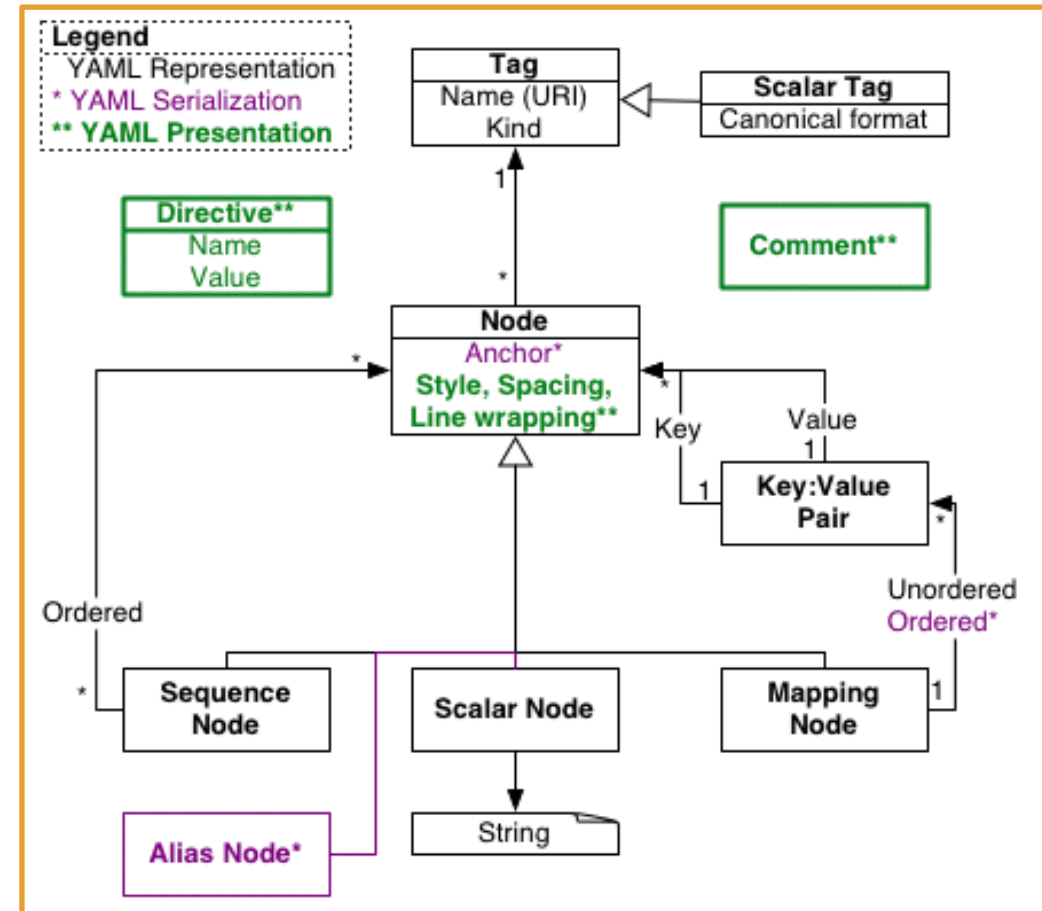 Legend
YAML Representation
* YAML Serialization
** YAML Presentation
Tag
Name (URI)
Kind
Scalar Tag
Canonical format
1
*
Directive**
Name
Value
Comment**
Node
Anchor*
Style, Spacing,
Line wrapping**
*
*
Key
Value
1
1
Key:Value
Pair
*
Unordered
Ordered*
Ordered
*
Sequence
Node
Scalar Node
Mapping
Node
1
String
Alias Node*